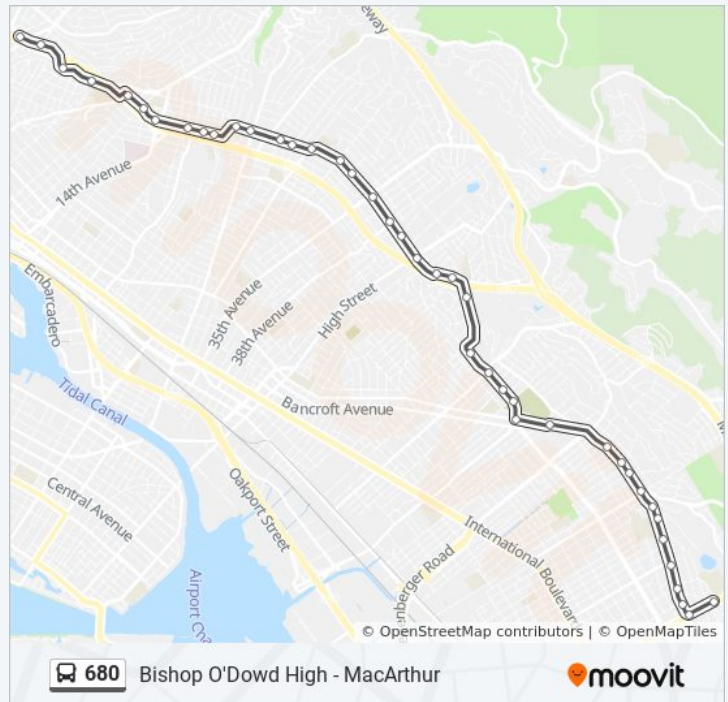 eway
14th Avenue
Embarcadero
35th Avenue
38th Avenue
High Street
Tidal Canal
Bancroft Avenue
M
Central Avenue
Oakport Street
International Boulevar
Airport Cha
enberger Road
© OpenStreetMap contributors | © OpenMapTiles
680 Bishop O'Dowd High - MacArthur
moovit